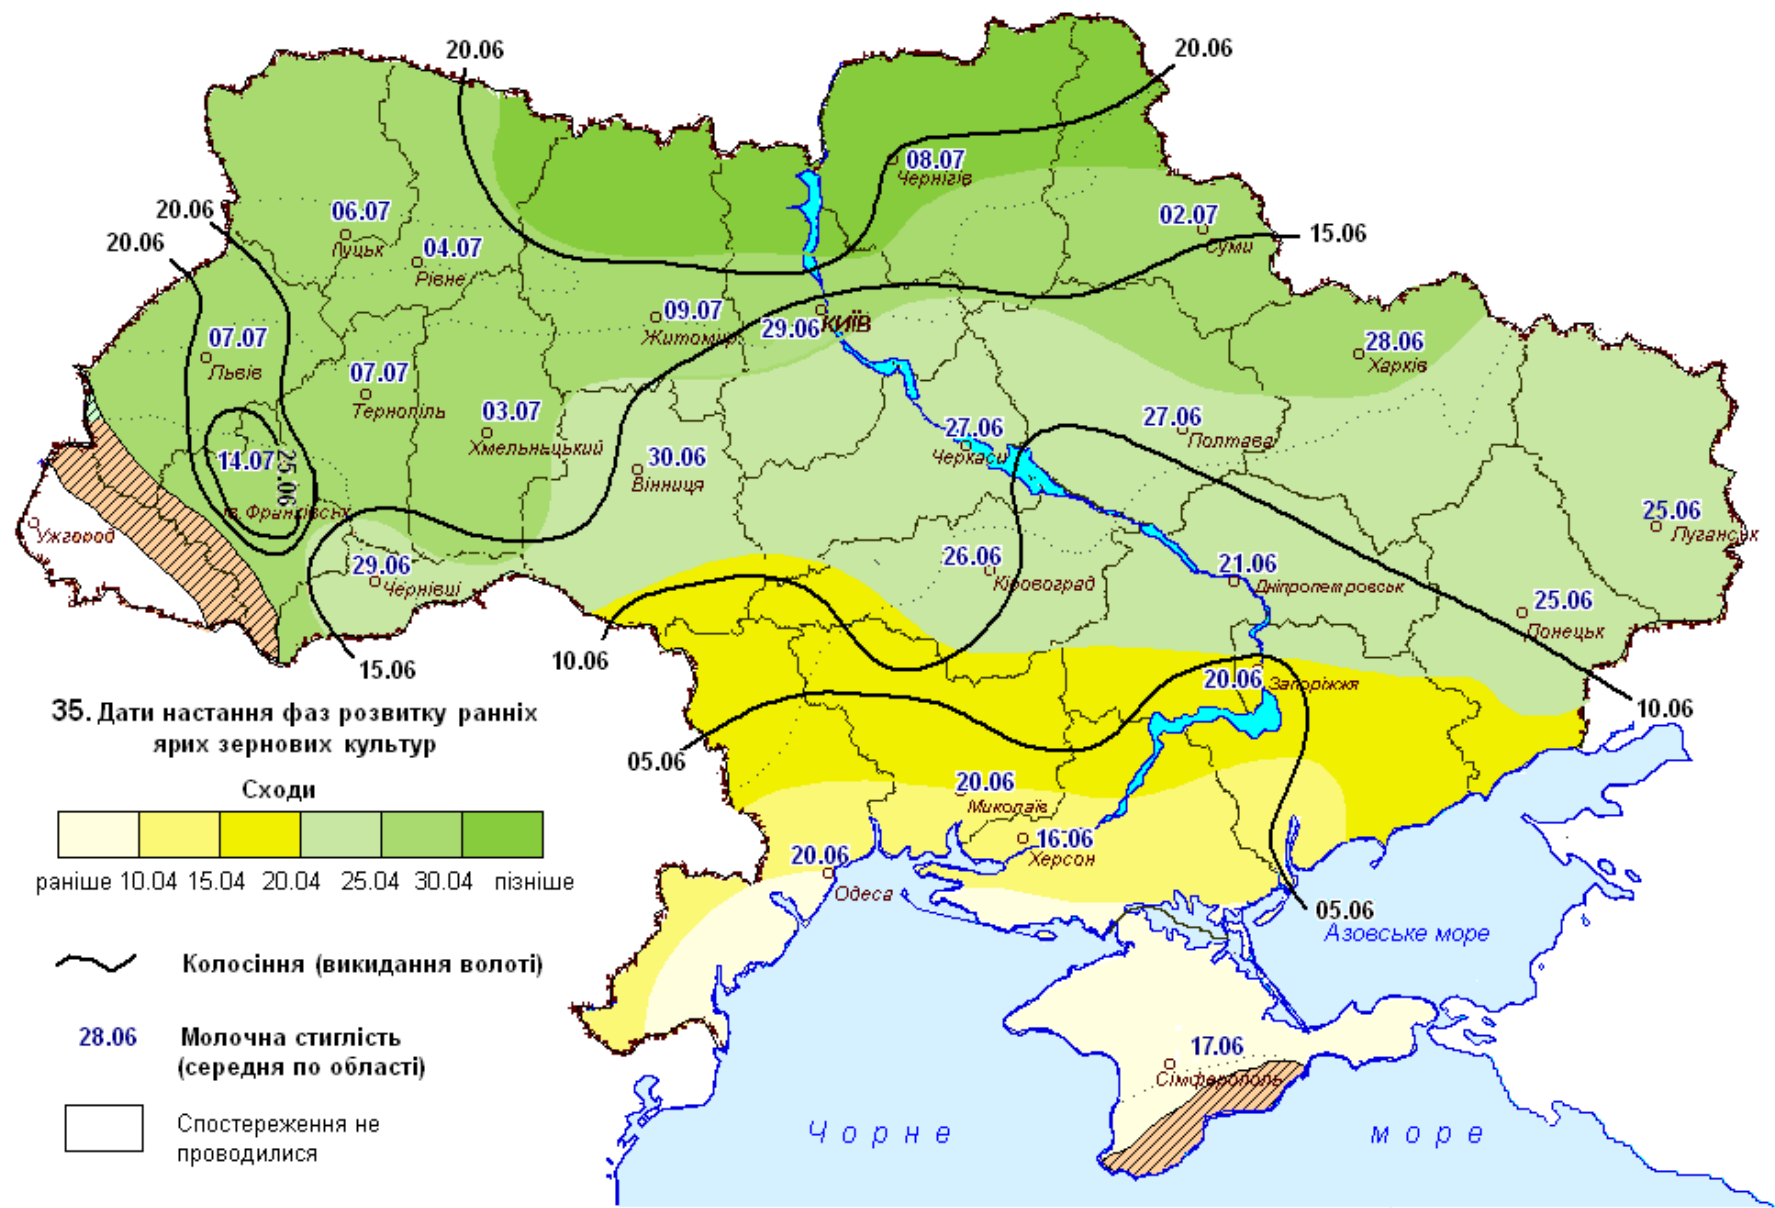 20.06
20.06
08.07
Чернігів
20.06
06.07
Луцьк
02.07
Суми
15.06
20.06
04.07
Рівне
09.07
Житомир
29.06
КИЇВ
07.07
Львів
28.06
Харків
07.07
Тернопіль
03.07
Хмельницький
27.06
Черкаси
27.06
Полтава
14.07
25.06
Ів.Франківськ
30.06
Вінниця
Ужгород
25.06
Луганськ
29.06
Чернівці
26.06
Кіровоград
21.06
Дніпропетровськ
25.06
Донецьк
15.06
10.06
20.06
Запоріжжя
10.06
05.06
20.06
Миколаїв
16.06
Херсон
20.06
Одеса
05.06
Азовське море
17.06
Сімферополь
Чорне море
35. Дати настання фаз розвитку ранніх
ярих зернових культур
Сходи
раніше 10.04 15.04 20.04 25.04 30.04 пізніше
Колосіння (викидання волоті)
28.06 Молочна стиглість
(середня по області)
Спостереження не
проводилися